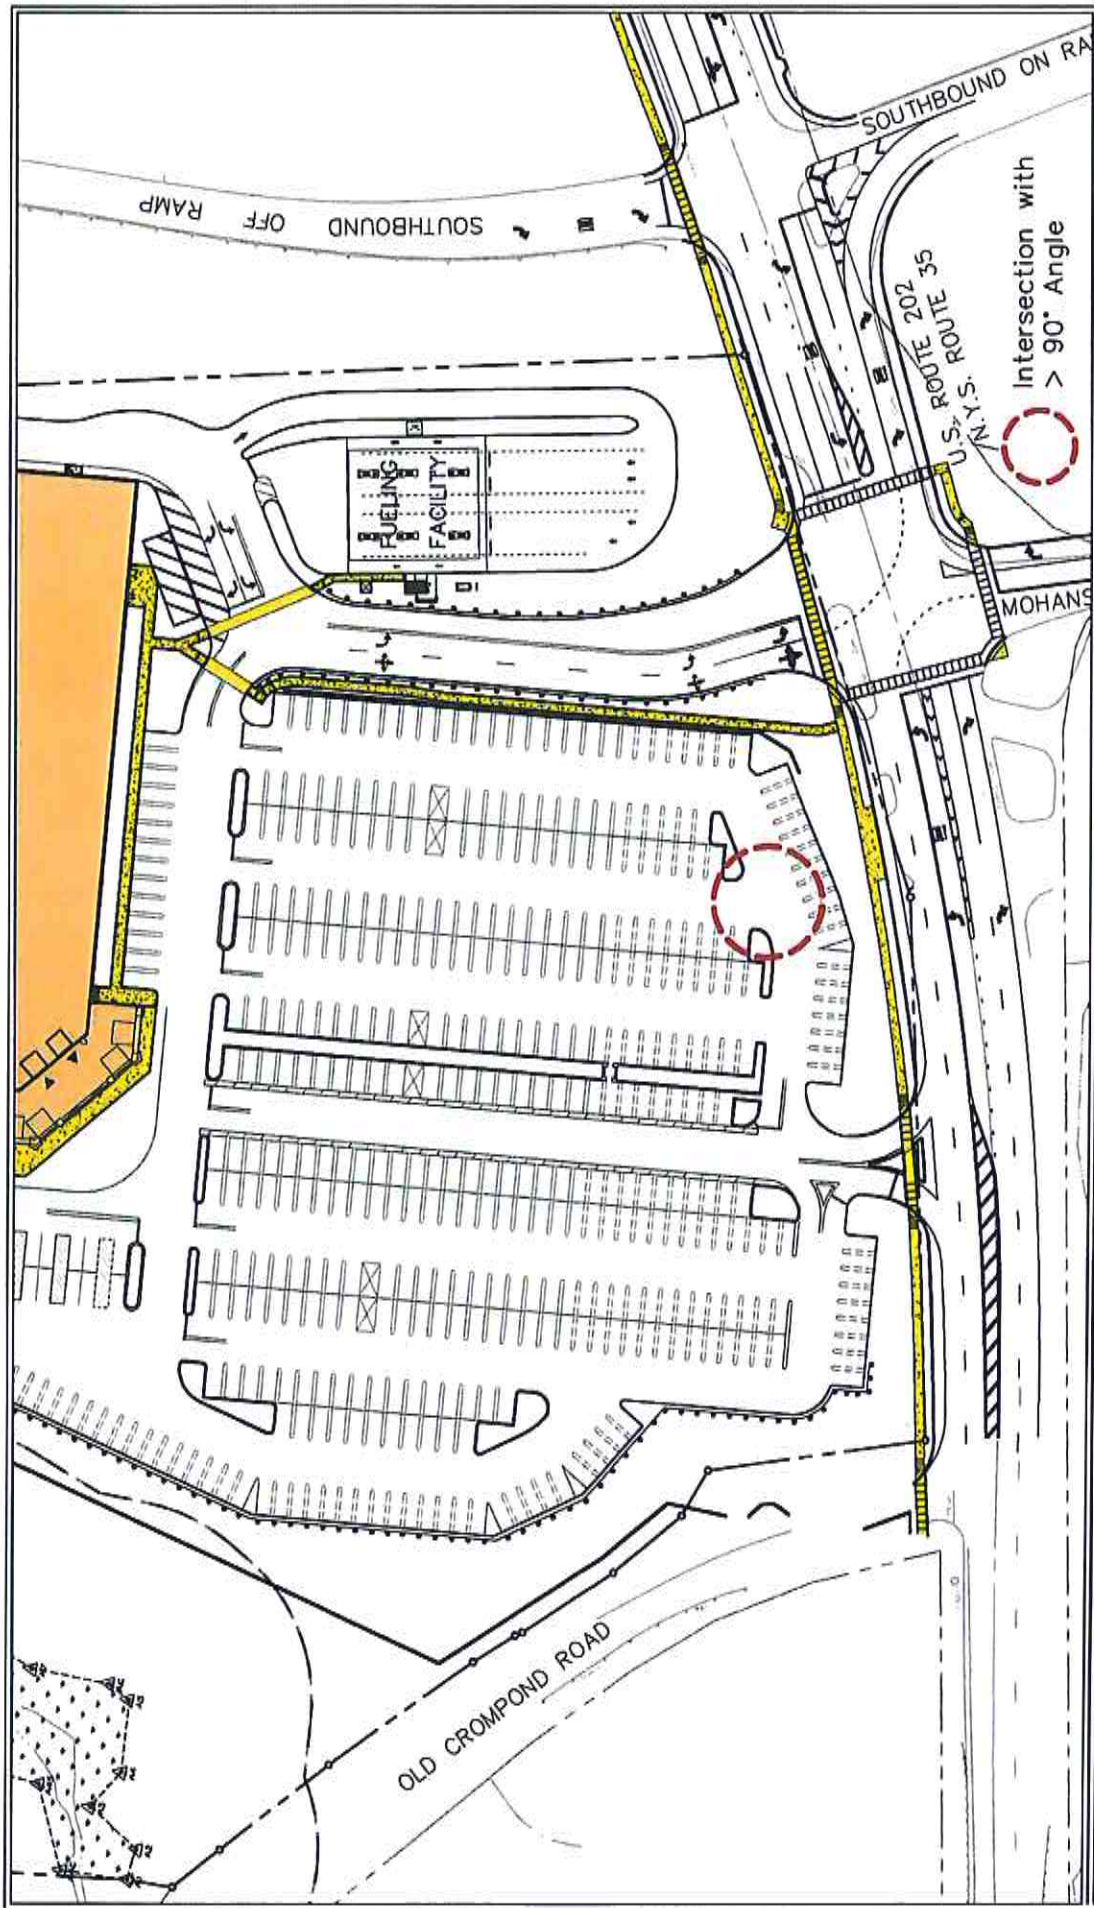 SOUTHBOUND OFF RAMP
SOUTHBOUND ON RA
FUELING
FACILITY
U.S. ROUTE 202
N.Y.S. ROUTE 35
Intersection with
> 90° Angle
MOHANS
OLD CROMPOND ROAD